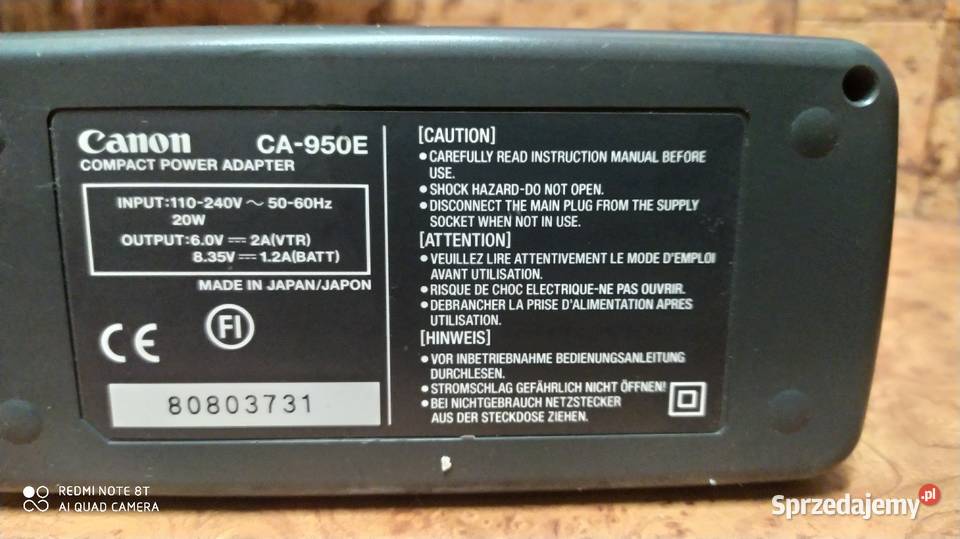 Canon CA-950E
COMPACT POWER ADAPTER
INPUT:110-240V ~ 50-60Hz
20W
OUTPUT:6.0V ⎓ 2A(VTR)
8.35V ⎓ 1.2A(BATT)
MADE IN JAPAN/JAPON
CE FI
80803731
[CAUTION]
•CAREFULLY READ INSTRUCTION MANUAL BEFORE
USE.
•SHOCK HAZARD-DO NOT OPEN.
•DISCONNECT THE MAIN PLUG FROM THE SUPPLY
SOCKET WHEN NOT IN USE.
[ATTENTION]
•VEUILLEZ LIRE ATTENTIVEMENT LE MODE D'EMPLOI
AVANT UTILISATION.
•RISQUE DE CHOC ELECTRIQUE-NE PAS OUVRIR.
•DEBRANCHER LA PRISE D'ALIMENTATION APRES
UTILISATION.
[HINWEIS]
•VOR INBETRIEBNAHME BEDIENUNGSANLEITUNG
DURCHLESEN.
•STROMSCHLAG GEFÄHRLICH NICHT ÖFFNEN!
•BEI NICHTGEBRAUCH NETZSTECKER
AUS DER STECKDOSE ZIEHEN.
REDMI NOTE 8T
AI QUAD CAMERA
Sprzedajemy.pl